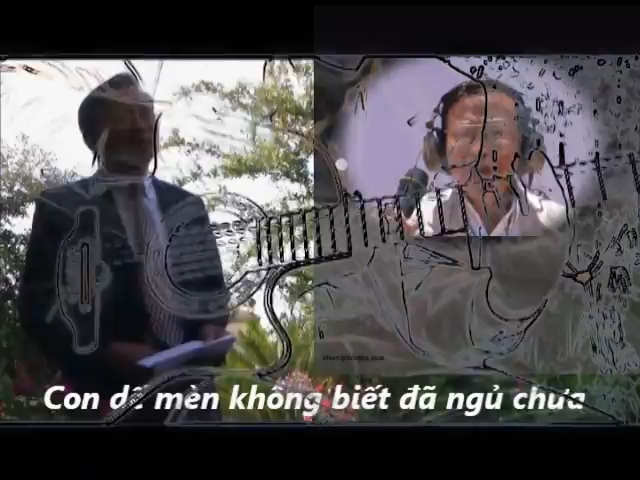 Con dế mèn không biết đã ngủ chưa